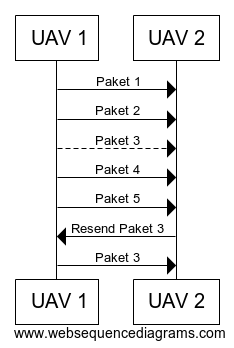 UAV 1 UAV 2
Paket 1
Paket 2
Paket 3
Paket 4
Paket 5
Resend Paket 3
Paket 3
UAV 1 UAV 2
www.websequencediagrams.com